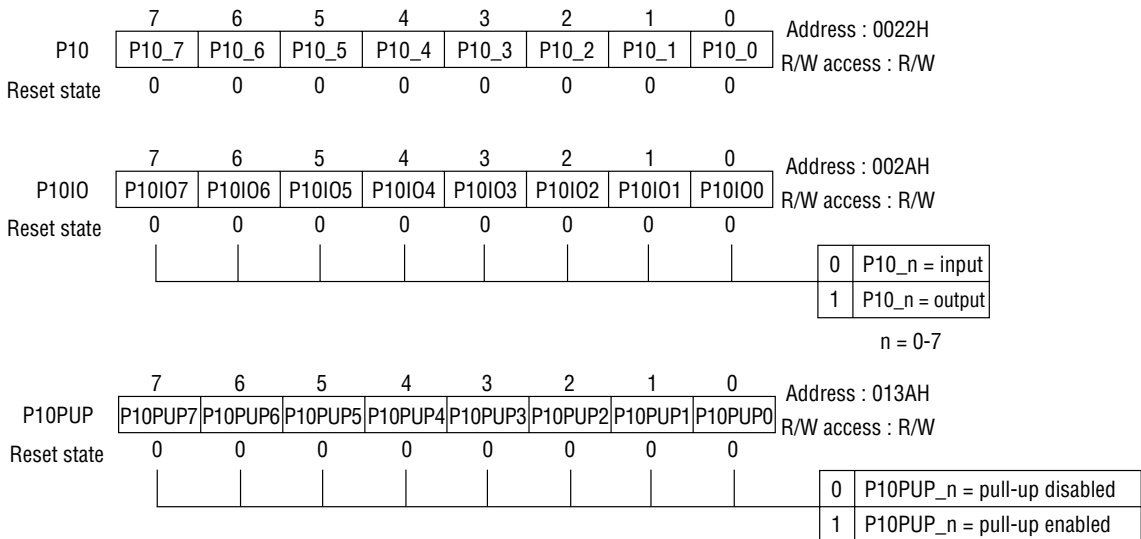 7 6 5 4 3 2 1 0
Address : 0022H
P10 P10_7 P10_6 P10_5 P10_4 P10_3 P10_2 P10_1 P10_0
R/W access : R/W
Reset state 0 0 0 0 0 0 0 0
7 6 5 4 3 2 1 0
Address : 002AH
P10IO P10IO7 P10IO6 P10IO5 P10IO4 P10IO3 P10IO2 P10IO1 P10IO0
R/W access : R/W
Reset state 0 0 0 0 0 0 0 0
0 P10_n = input
1 P10_n = output
n = 0-7
7 6 5 4 3 2 1 0
Address : 013AH
P10PUP P10PUP7 P10PUP6 P10PUP5 P10PUP4 P10PUP3 P10PUP2 P10PUP1 P10PUP0
R/W access : R/W
Reset state 0 0 0 0 0 0 0 0
0 P10PUP_n = pull-up disabled
1 P10PUP_n = pull-up enabled